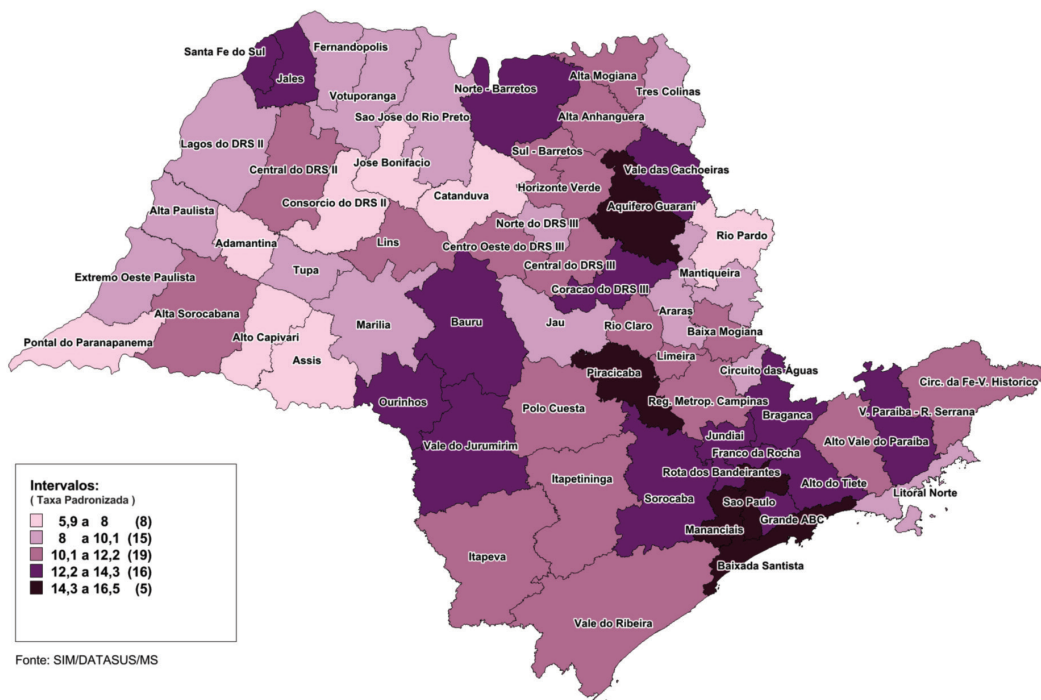 Fernandopolis
Santa Fe do Sul
Jales
Alta Mogiana
Norte - Barretos
Tres Colinas
Votuporanga
Sao Jose do Rio Preto
Alta Anhanguera
Lagos do DRS II
Sul - Barretos
Central do DRS II
Jose Bonifacio
Vale das Cachoeiras
Horizonte Verde
Catanduva
Consorcio do DRS II
Aquifero Guarani
Alta Paulista
Norte do DRS III
Rio Pardo
Adamantina
Lins
Centro Oeste do DRS III
Central do DRS III
Tupa
Extremo Oeste Paulista
Mantiqueira
Coracao do DRS III
Alta Sorocabana
Araras
Marilia
Bauru
Jau
Rio Claro
Baixa Mogiana
Alto Capivari
Pontal do Paranapanema
Assis
Limeira
Piracicaba
Circuito das Águas
Circ. da Fe-V. Historico
Ourinhos
Reg. Metrop. Campinas
Polo Cuesta
Braganca
V. Paraiba - R. Serrana
Jundiai
Vale do Jurumirim
Alto Vale do Paraiba
Franco da Rocha
Rota dos Bandeirantes
Itapetininga
Alto do Tiete
Litoral Norte
Sorocaba
Sao Paulo
Grande ABC
Mananciais
Itapeva
Baixada Santista
Vale do Ribeira
Intervalos:
( Taxa Padronizada )
5,9 a 8 (8)
8 a 10,1 (15)
10,1 a 12,2 (19)
12,2 a 14,3 (16)
14,3 a 16,5 (5)
Fonte: SIM/DATASUS/MS